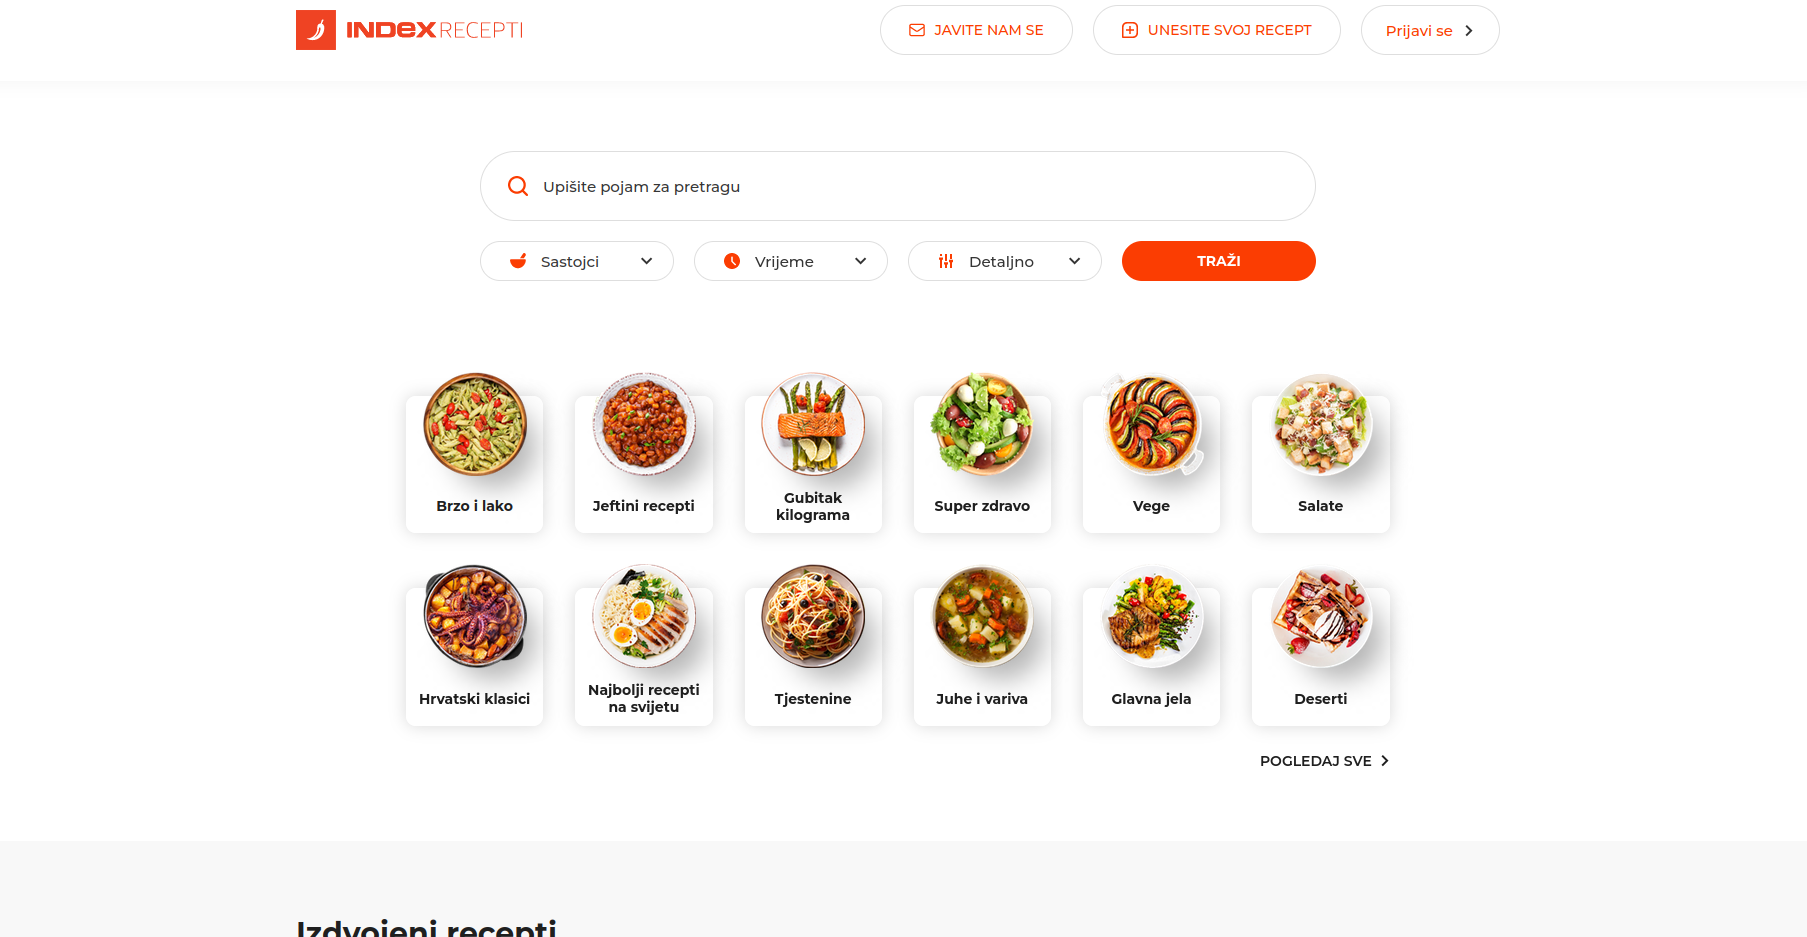 INDEX RECEPTI
JAVITE NAM SE
UNESITE SVOJ RECEPT
Prijavi se
Upišite pojam za pretragu
Sastojci
Vrijeme
Detaljno
TRAŽI
Brzo i lako
Jeftini recepti
Gubitak
kilograma
Super zdravo
Vege
Salate
Hrvatski klasici
Najbolji recepti
na svijetu
Tjestenine
Juhe i variva
Glavna jela
Deserti
POGLEDAJ SVE
Izdvojeni recepti